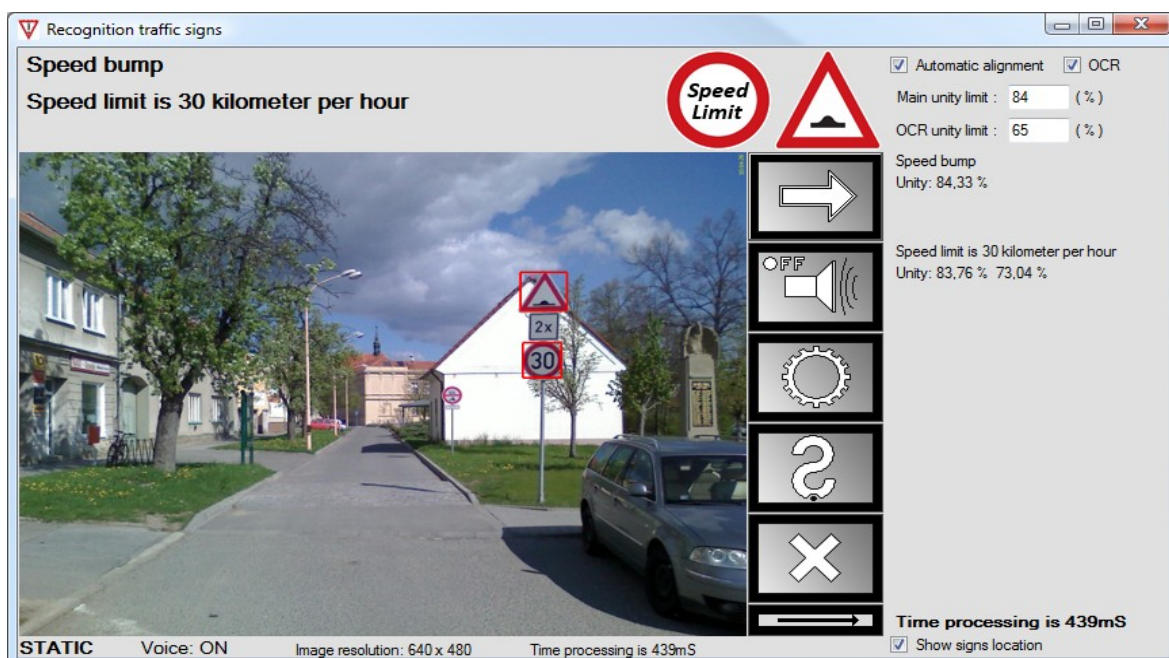 Recognition traffic signs
Speed bump
Speed limit is 30 kilometer per hour
Speed
Limit
Automatic alignment
OCR
Main unity limit : 84 (%)
OCR unity limit : 65 (%)
Speed bump
Unity: 84,33 %
Speed limit is 30 kilometer per hour
Unity: 83,76 % 73,04 %
OFF
2x
30
Time processing is 439mS
Show signs location
STATIC Voice: ON Image resolution: 640 x 480 Time processing is 439mS